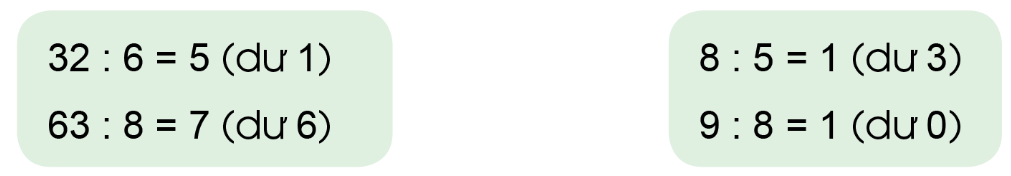 32 : 6 = 5 (dư 1)
63 : 8 = 7 (dư 6)
8 : 5 = 1 (dư 3)
9 : 8 = 1 (dư 0)